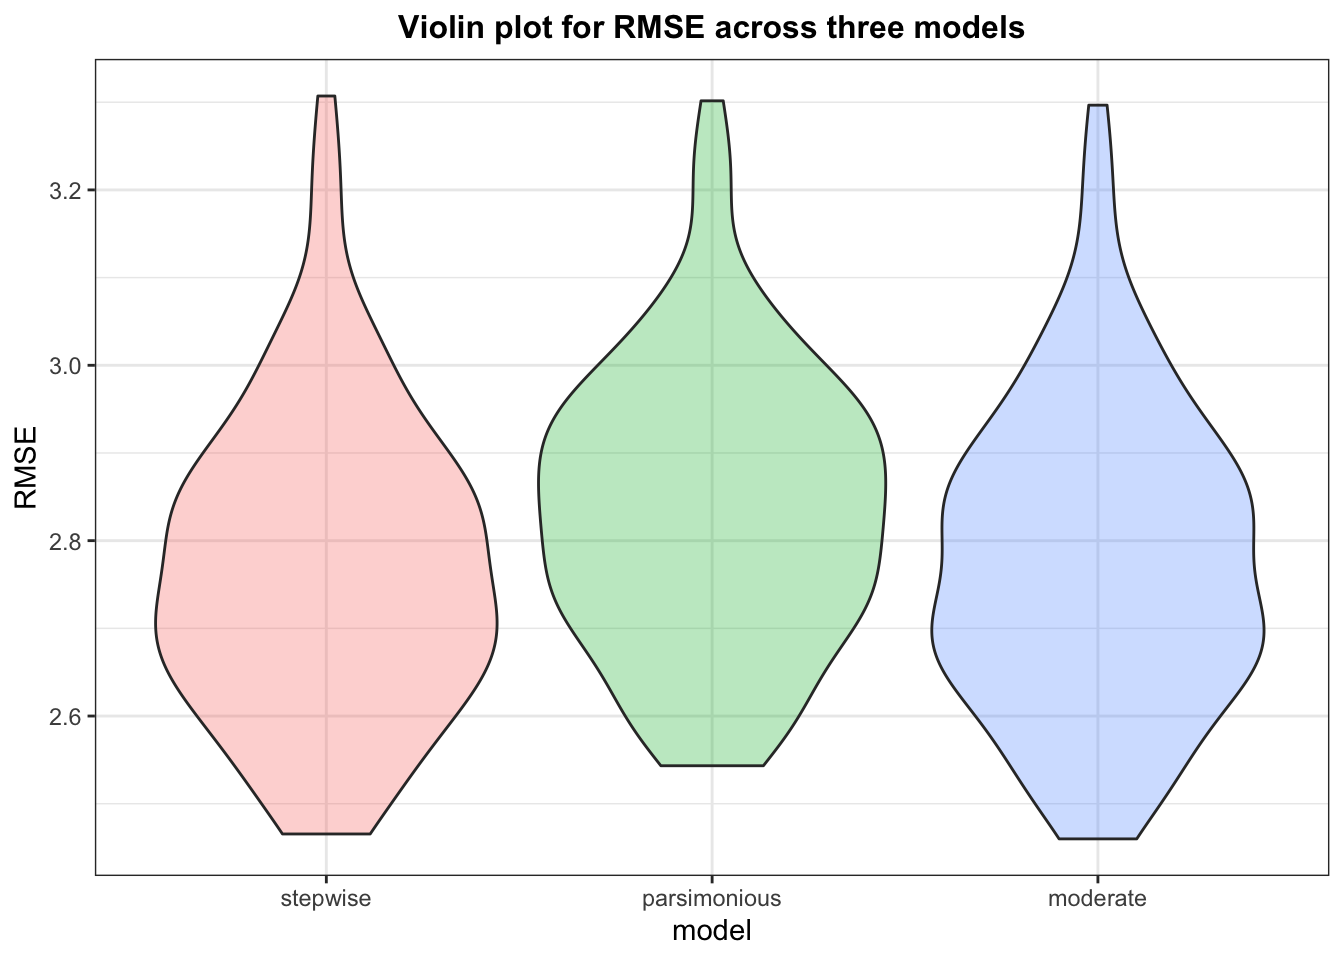 Violin plot for RMSE across three models
RMSE
3.2
3.0
2.8
2.6
stepwise parsimonious moderate
model